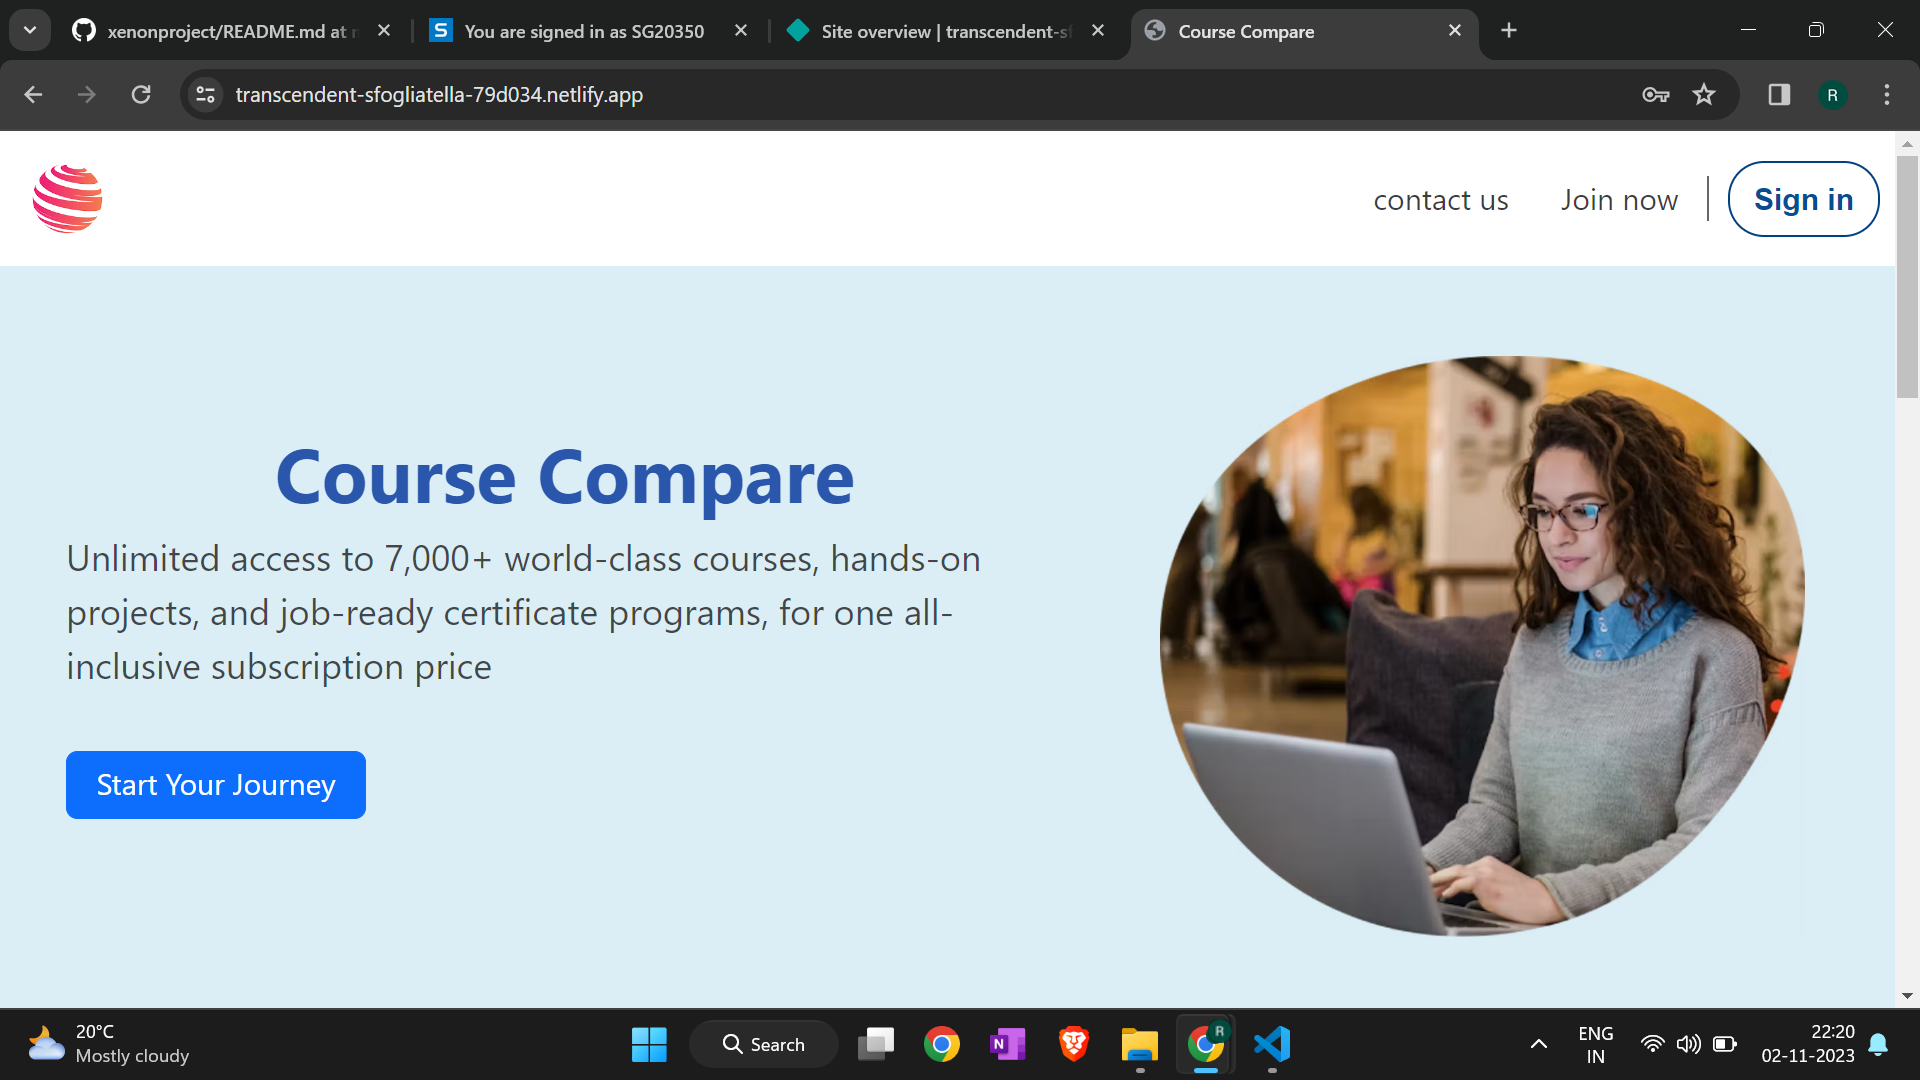 xenonproject/README.md at
You are signed in as SG20350
Site overview | transcendent-s
Course Compare
transcendent-sfogliatella-79d034.netlify.app
R
contact us
Join now
Sign in
Course Compare
Unlimited access to 7,000+ world-class courses, hands-on
projects, and job-ready certificate programs, for one all-
inclusive subscription price
Start Your Journey
20°C
Mostly cloudy
Search
ENG
IN
22:20
02-11-2023